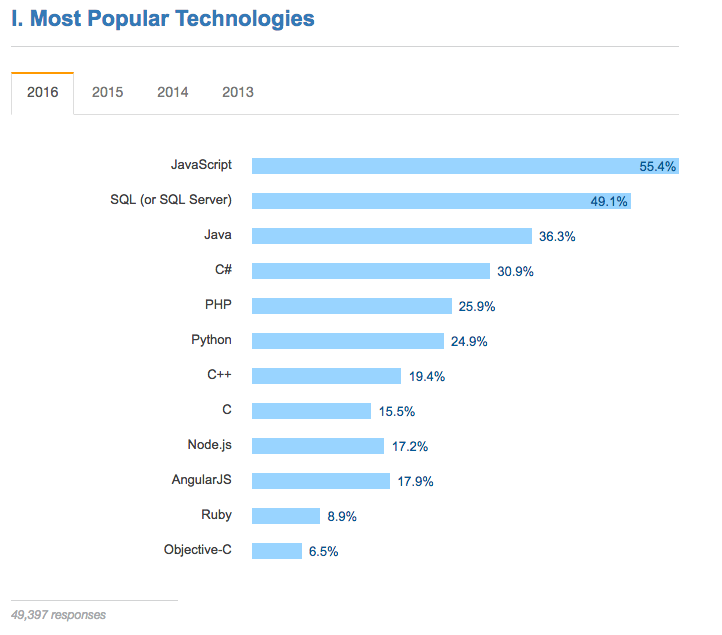 I. Most Popular Technologies
2016 2015 2014 2013
JavaScript 55.4%
SQL (or SQL Server) 49.1%
Java 36.3%
C# 30.9%
PHP 25.9%
Python 24.9%
C++ 19.4%
C 15.5%
Node.js 17.2%
AngularJS 17.9%
Ruby 8.9%
Objective-C 6.5%
49,397 responses